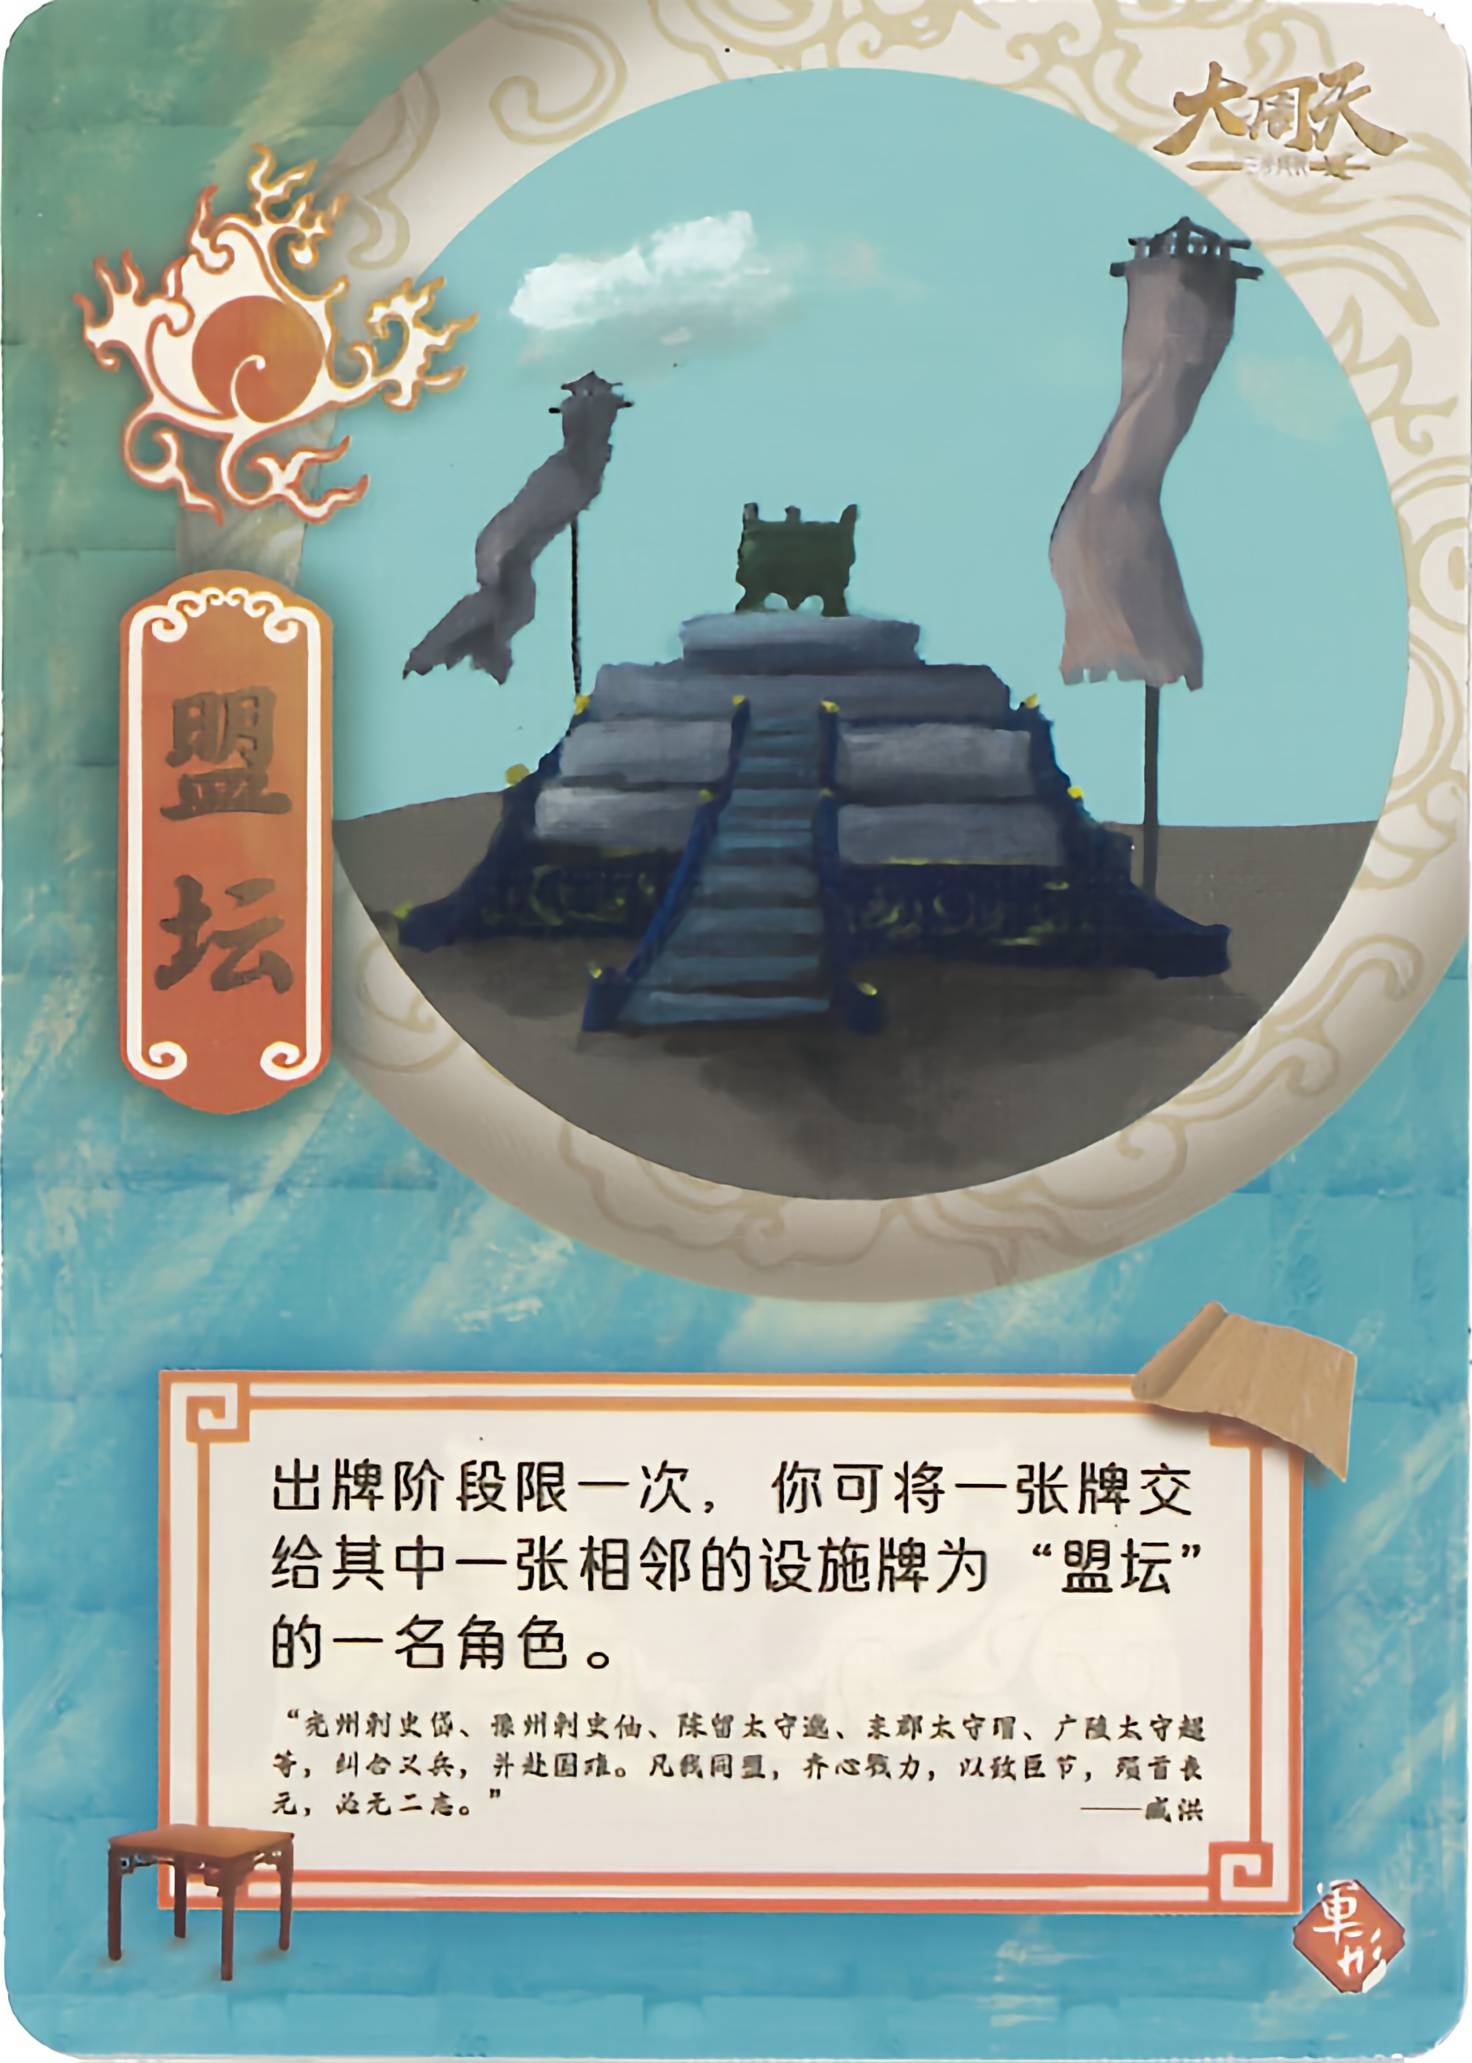 大周天
盟坛
出牌阶段限一次，你可将一张牌交
给其中一张相邻的设施牌为“盟坛”
的一名角色。
“兖州刺史岱、豫州刺史伷、陈留太守邈、东郡太守瑁、广陵太守超
等，纠合义兵，并赴国难。凡我同盟，齐心戮力，以致臣节，殒首丧
元，必无二志。”
——臧洪
軍形